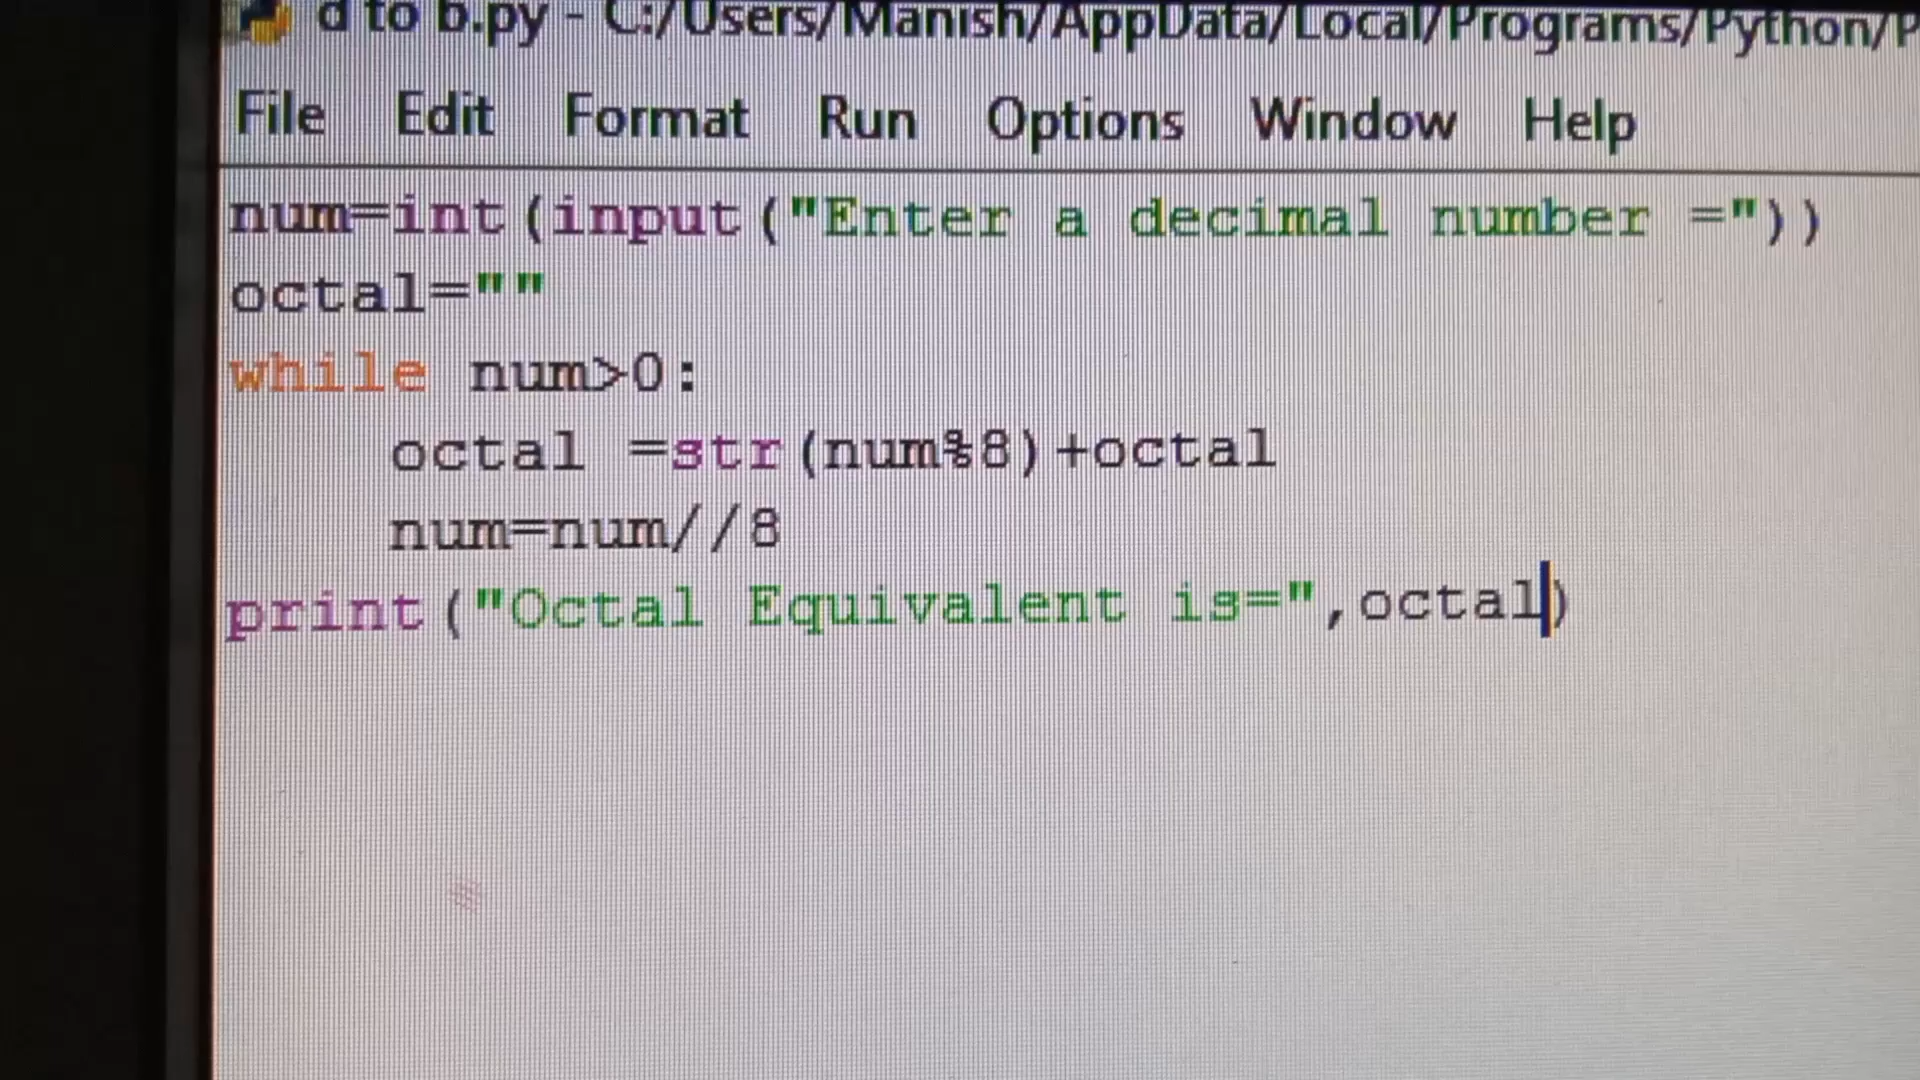 d to b.py - C:/Users/Manish/AppData/Local/Programs/Python/P
File Edit Format Run Options Window Help
num=int(input("Enter a decimal number ="))
octal=""
while num>0:
    octal =str(num%8)+octal
    num=num//8
print("Octal Equivalent is=",octal)